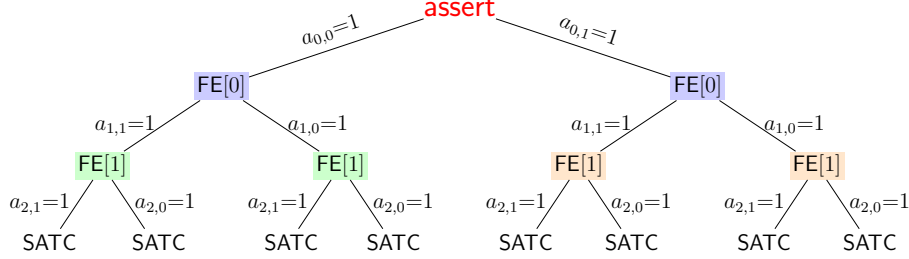 assert
a0,0=1 a0,1=1
FE[0] FE[0]
a1,1=1 a1,0=1 a1,1=1 a1,0=1
FE[1] FE[1] FE[1] FE[1]
a2,1=1 a2,0=1 a2,1=1 a2,0=1 a2,1=1 a2,0=1 a2,1=1 a2,0=1
SATC SATC SATC SATC SATC SATC SATC SATC